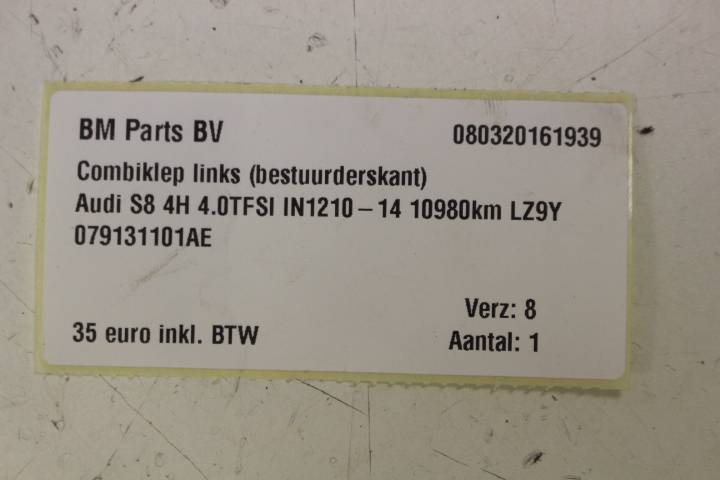 BM Parts BV 080320161939
Combiklep links (bestuurderskant)
Audi S8 4H 4.0TFSI IN1210-14 10980km LZ9Y
079131101AE
Verz: 8
35 euro inkl. BTW Aantal: 1